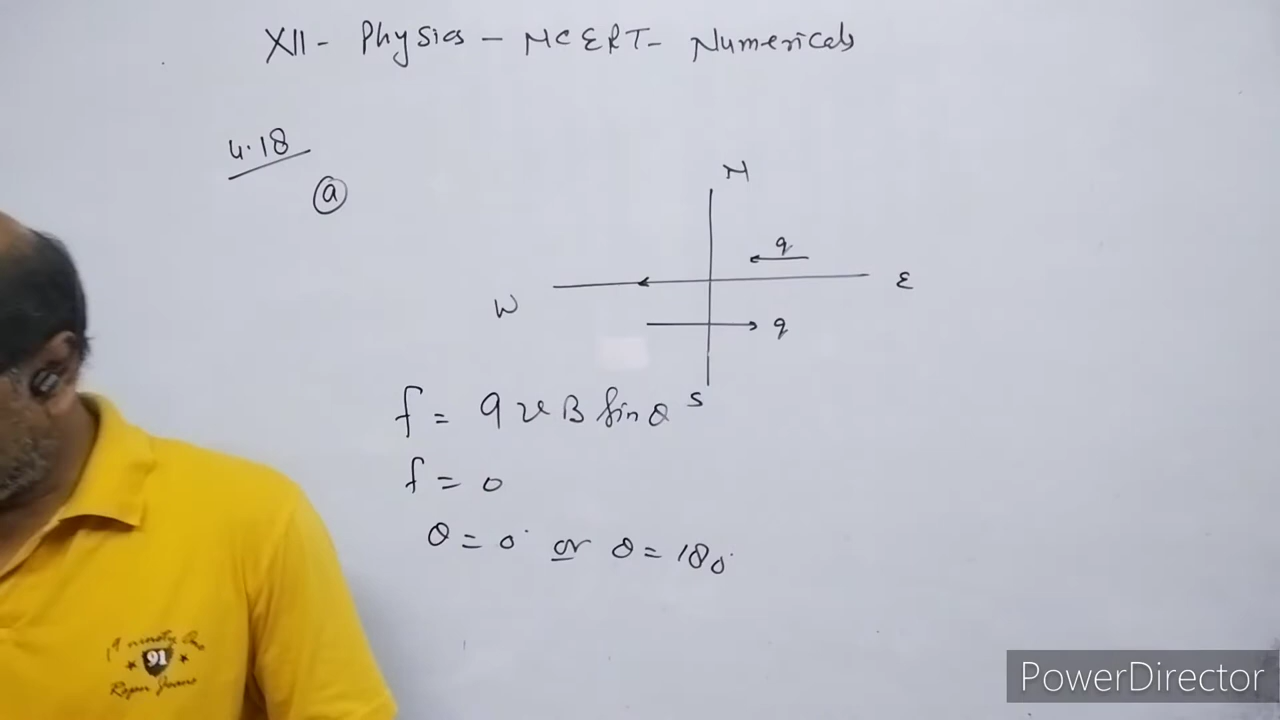 XII - Physics - NCERT - Numericals
4.18
(a)
N
q
W
E
q
S
f = q v B sin θ
f = 0
θ = 0° or θ = 180°
91
PowerDirector